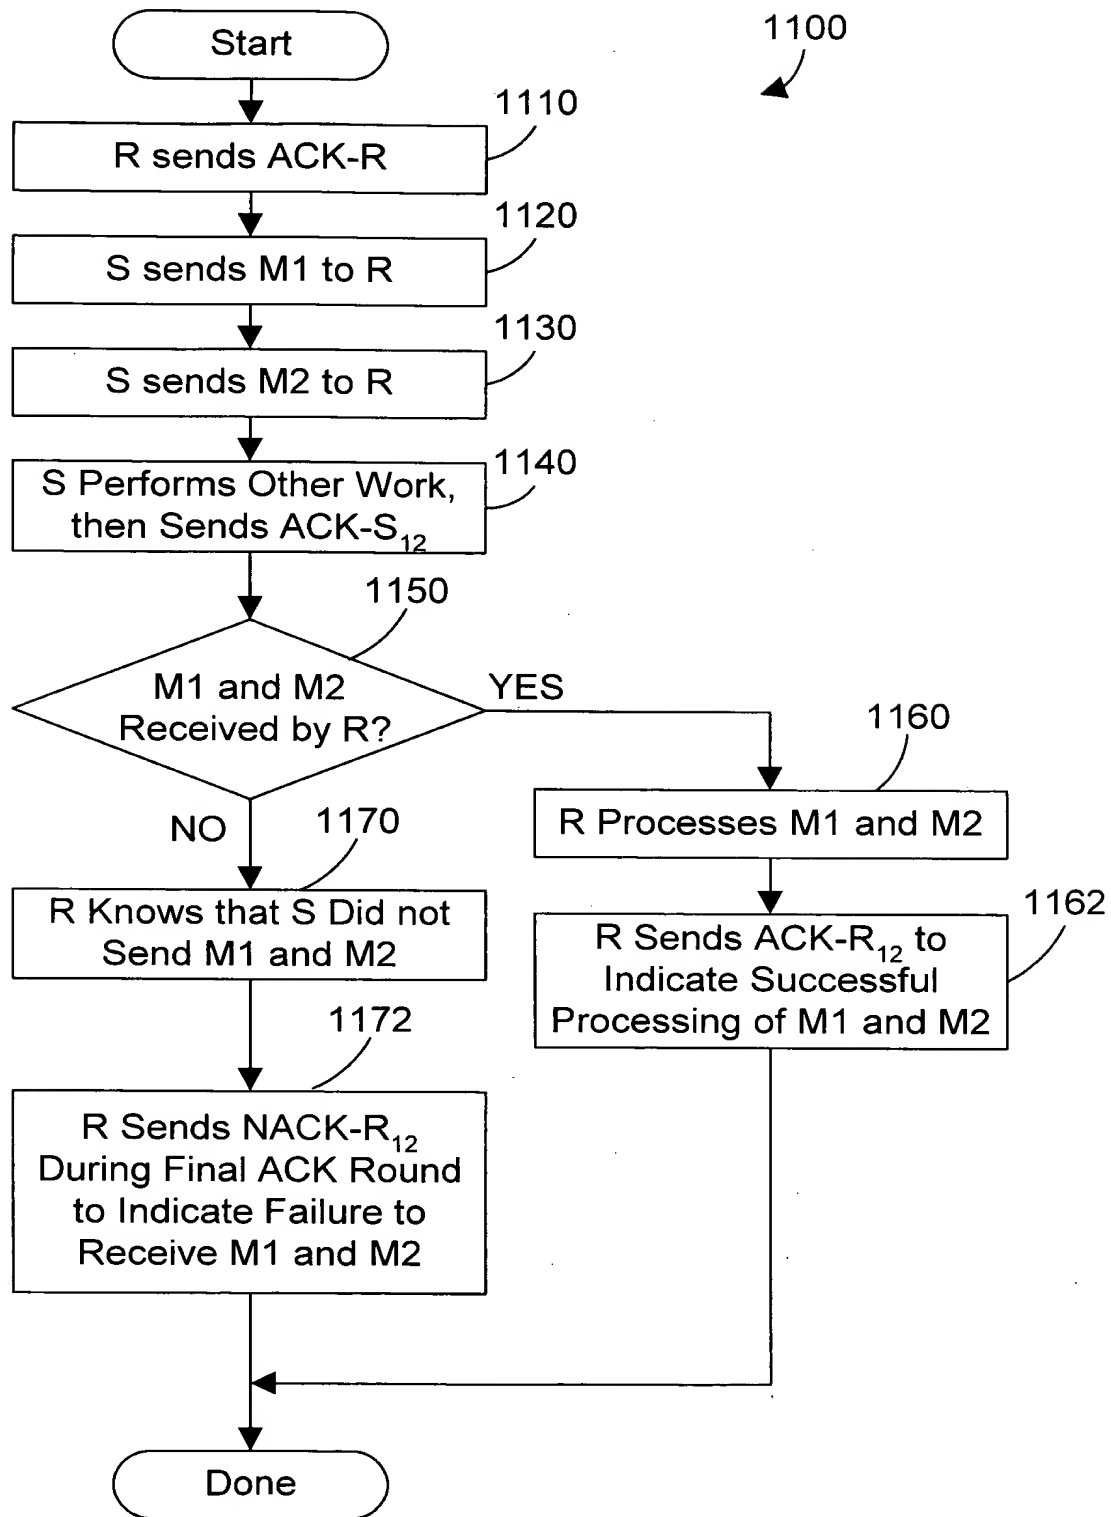 Start
1100
1110
R sends ACK-R
1120
S sends M1 to R
1130
S sends M2 to R
1140
S Performs Other Work,
then Sends ACK-S12
1150
M1 and M2
Received by R?
YES
NO
1160
R Processes M1 and M2
1162
R Sends ACK-R12 to
Indicate Successful
Processing of M1 and M2
1170
R Knows that S Did not
Send M1 and M2
1172
R Sends NACK-R12
During Final ACK Round
to Indicate Failure to
Receive M1 and M2
Done